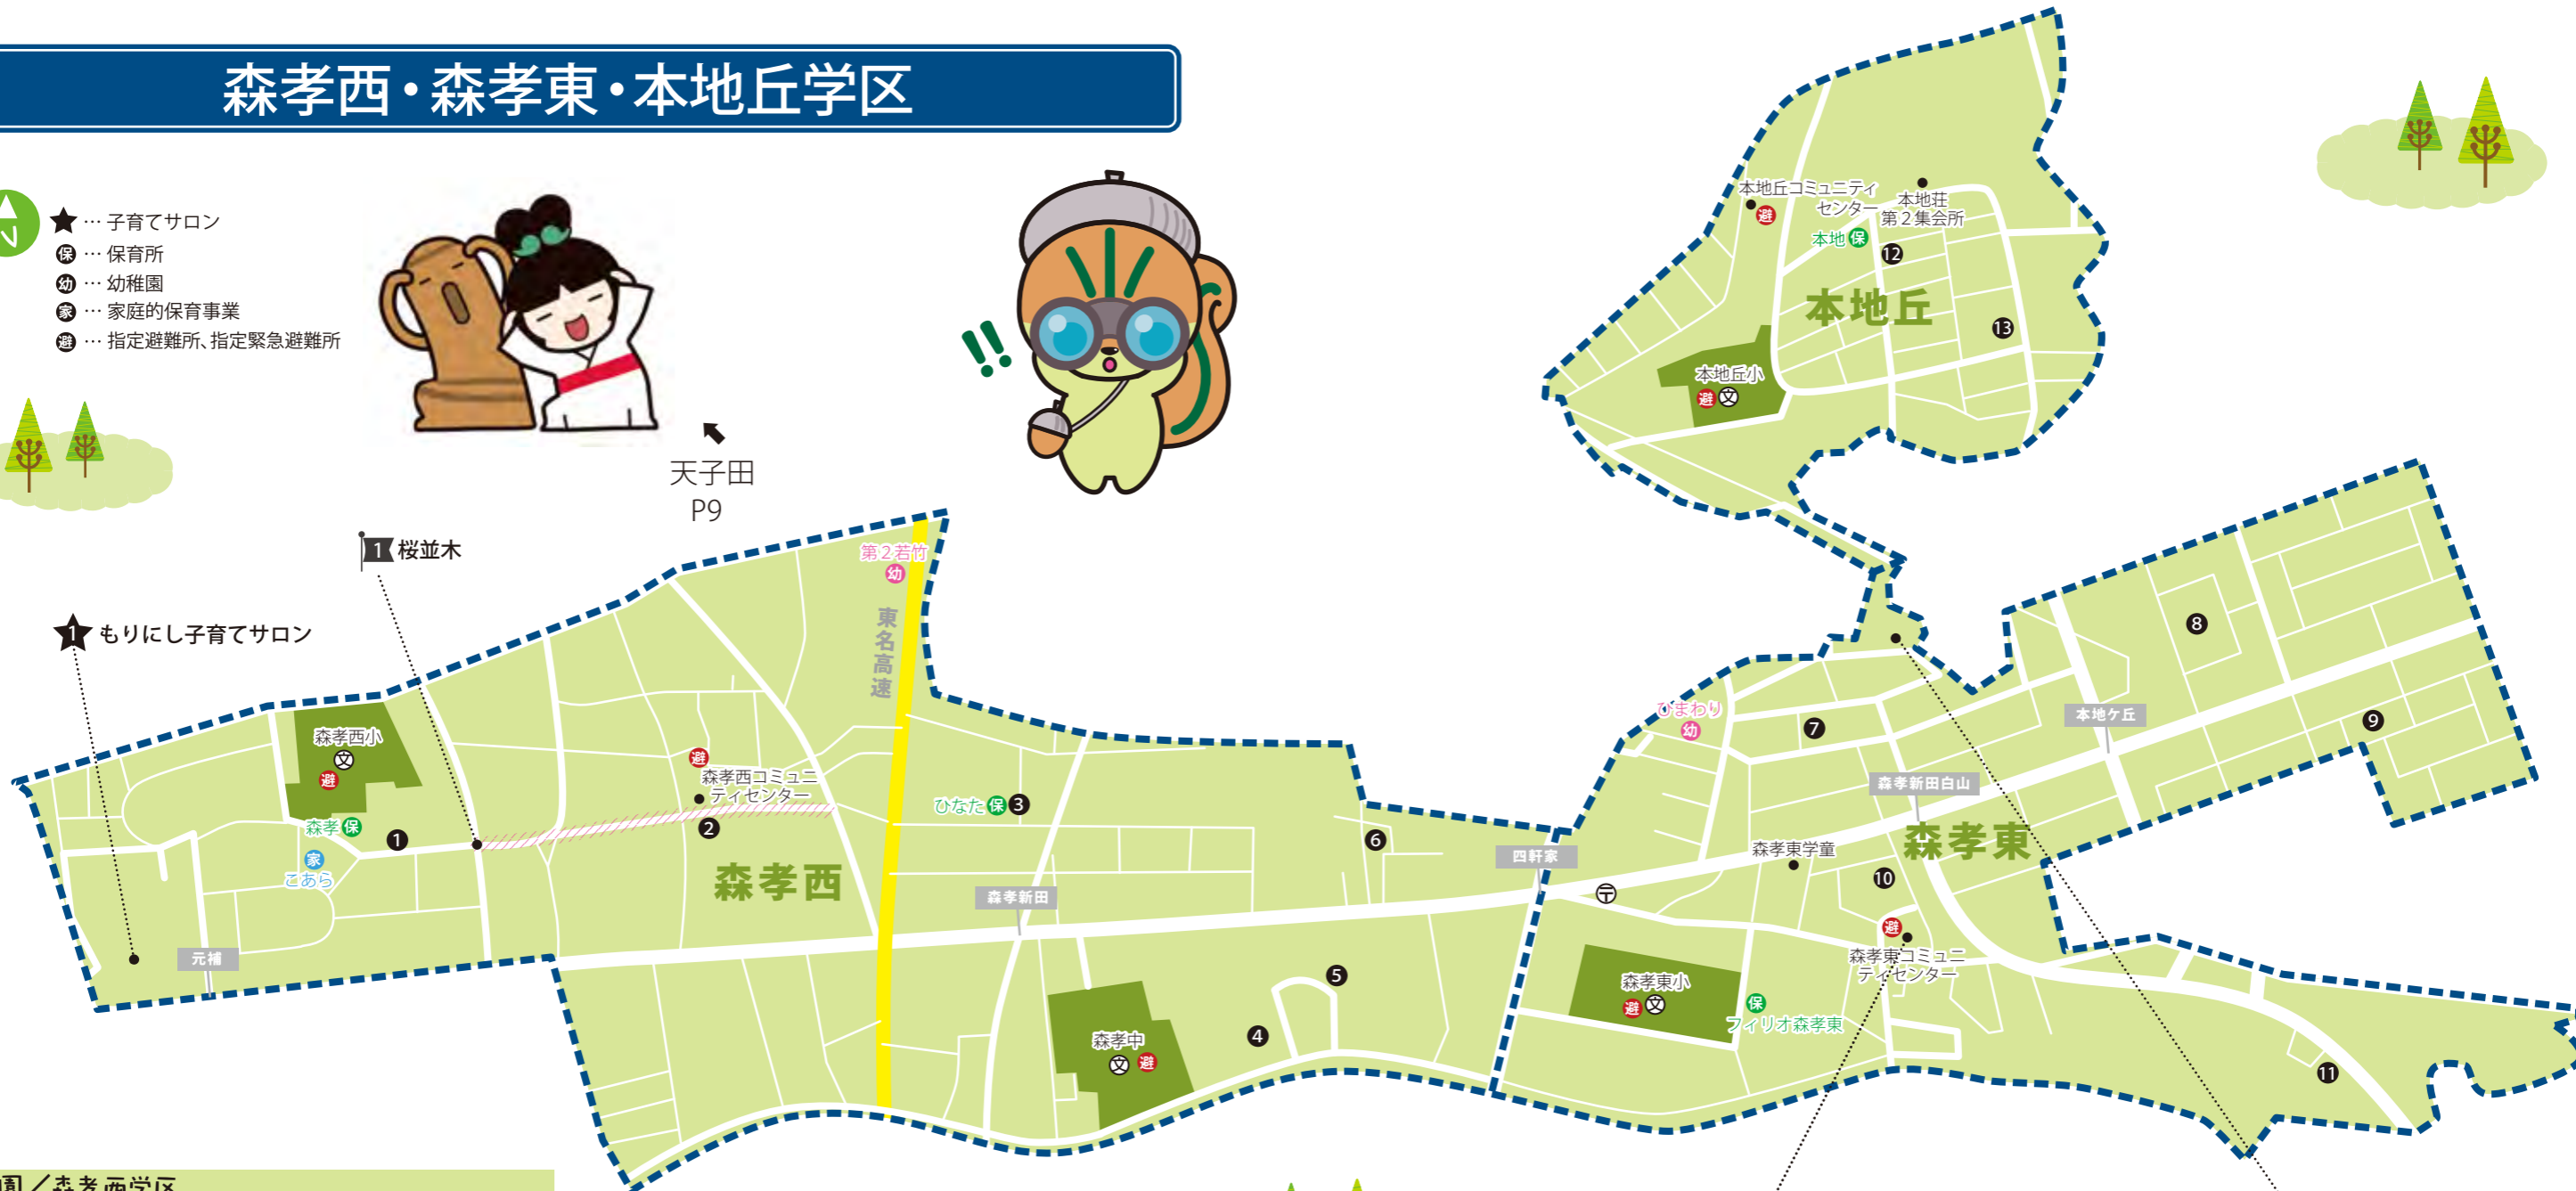 森孝西・森孝東・本地丘学区
★ … 子育てサロン
保 … 保育所
幼 … 幼稚園
家 … 家庭的保育事業
避 … 指定避難所、指定緊急避難所
!!
天子田
P9
1 桜並木
1 もりにし子育てサロン
本地丘コミュニティ
センター
避
本地荘
第2集会所
本地 保
12
本地丘
13
本地丘小
避 文
第2若竹
幼
東名高速
森孝西小
文
避
森孝 保
1
家
こあら
元補
避
森孝西コミュニ
ティセンター
2
森孝西
ひなた 保 3
森孝新田
6
5
4
森孝中
文 避
四軒家
〒
ひまわり
幼
7
8
9
本地ケ丘
森孝新田白山
森孝東
森孝東学童
10
避
森孝東コミュニ
ティセンター
森孝東小
避 文
保
フィリオ森孝東
11
園／森孝西学区